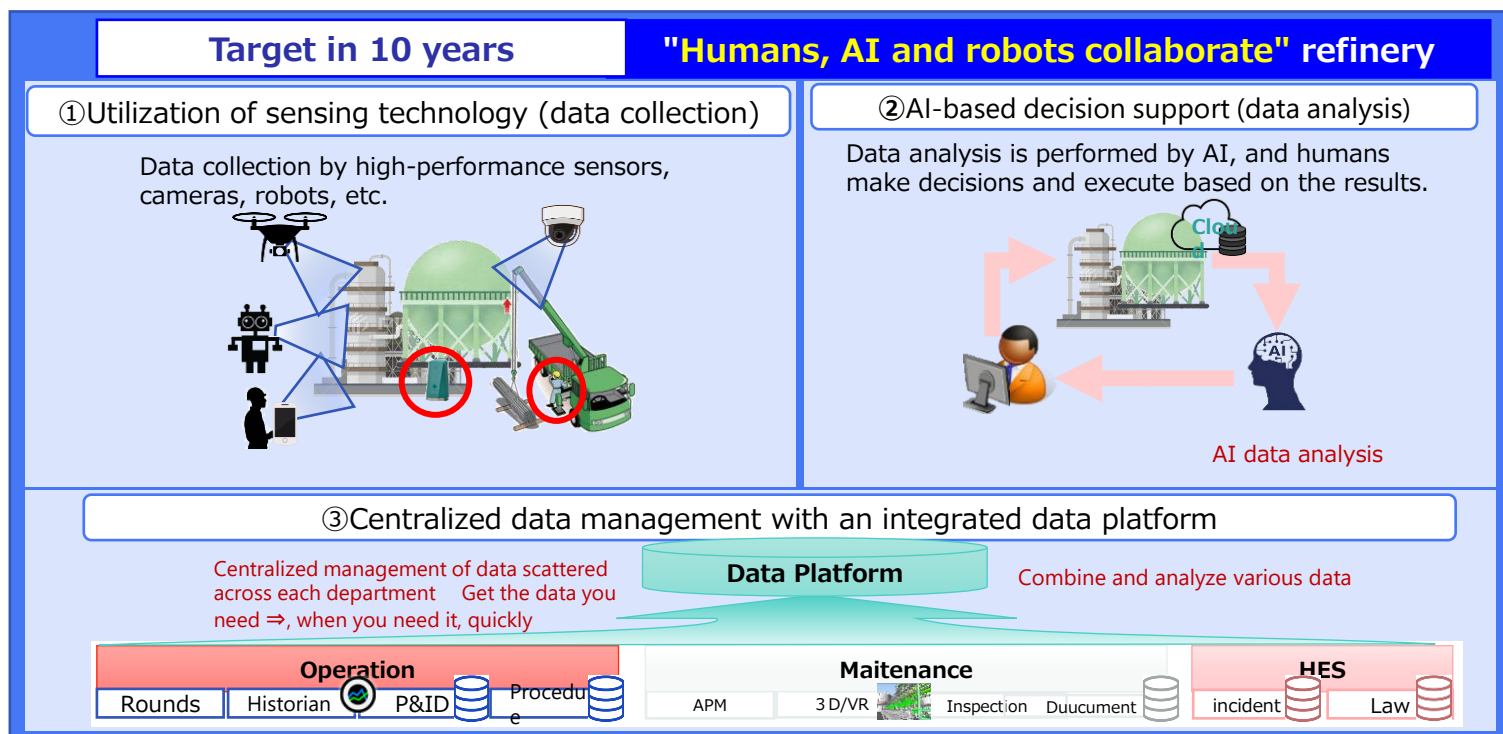 Target in 10 years
"Humans, AI and robots collaborate" refinery
①Utilization of sensing technology (data collection)
Data collection by high-performance sensors,
cameras, robots, etc.
②AI-based decision support (data analysis)
Data analysis is performed by AI, and humans
make decisions and execute based on the results.
Clou
d
AI
AI data analysis
③Centralized data management with an integrated data platform
Centralized management of data scattered
across each department Get the data you
need ⇒, when you need it, quickly
Data Platform
Combine and analyze various data
Operation
Rounds
Historian
P&ID
Procedu
e
Maitenance
APM
3D/VR
Inspection
Duucument
HES
incident
Law